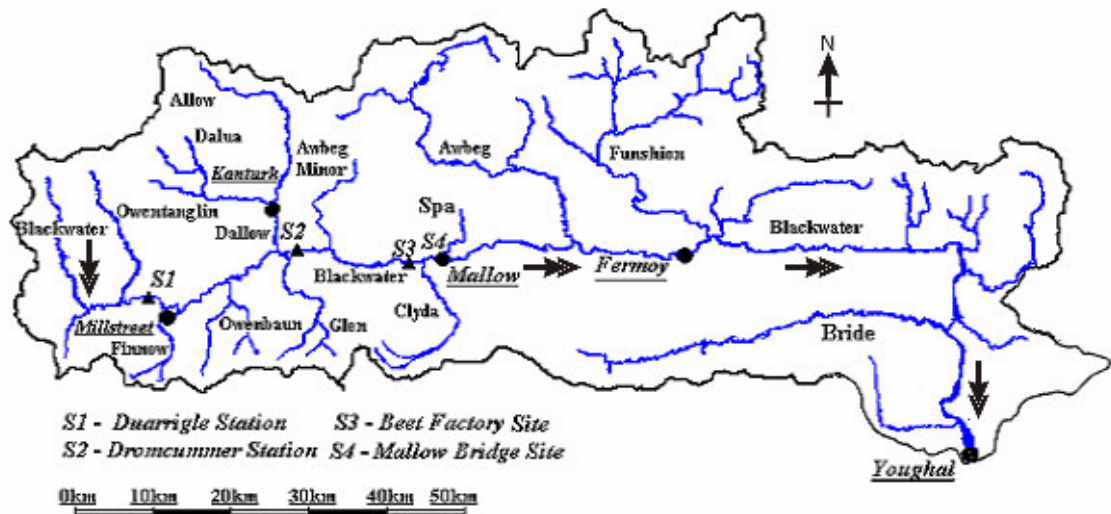 N
Allow
Dalua
Awbeg
Minor
Awbeg
Funshion
Kanturk
Owentanglin
Spa
Blackwater
Dallow
S2
S3
S4
Blackwater
Blackwater
Mallow
Fermoy
S1
Millstreet
Owenbaun
Glen
Clyda
Finnow
Bride
S1 - Duarrigle Station
S3 - Beet Factory Site
S2 - Dromcummer Station
S4 - Mallow Bridge Site
Youghal
0km 10km 20km 30km 40km 50km